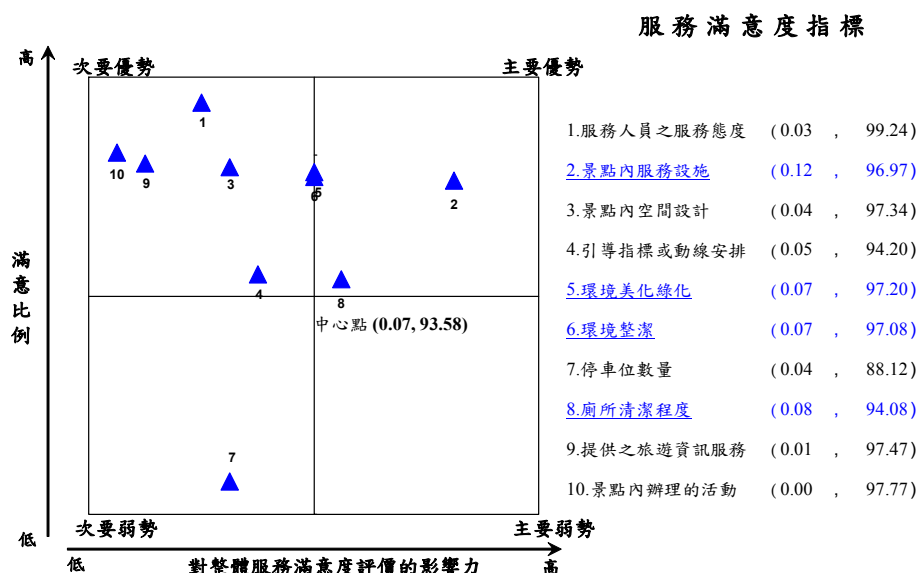 服務滿意度指標
高
次要優勢
主要優勢
1
10
9
3
5
6
2
4
8
中心點 (0.07, 93.58)
7
滿意比例
次要弱勢
主要弱勢
低
低
對整體服務滿意度評價的影響力
高
1.服務人員之服務態度 (0.03 , 99.24)
2.景點內服務設施 (0.12 , 96.97)
3.景點內空間設計 (0.04 , 97.34)
4.引導指標或動線安排 (0.05 , 94.20)
5.環境美化綠化 (0.07 , 97.20)
6.環境整潔 (0.07 , 97.08)
7.停車位數量 (0.04 , 88.12)
8.廁所清潔程度 (0.08 , 94.08)
9.提供之旅遊資訊服務 (0.01 , 97.47)
10.景點內辦理的活動 (0.00 , 97.77)